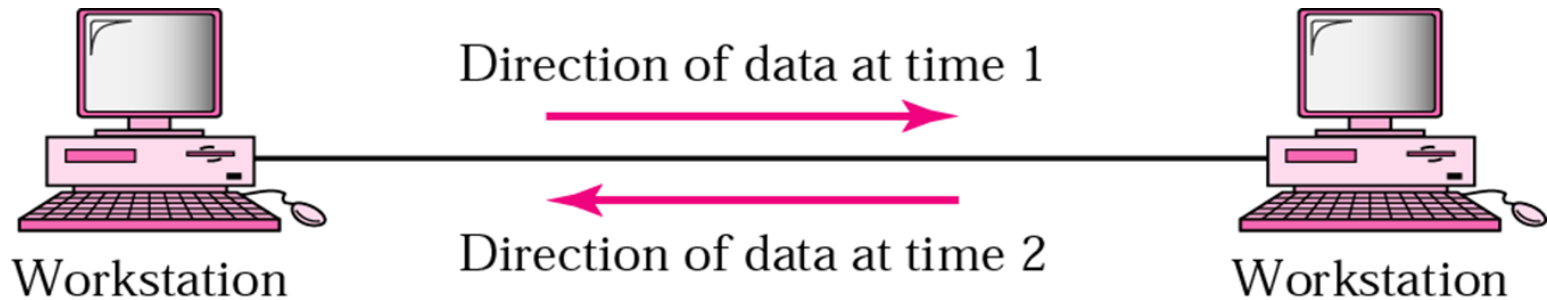 Direction of data at time 1
Direction of data at time 2
Workstation
Workstation